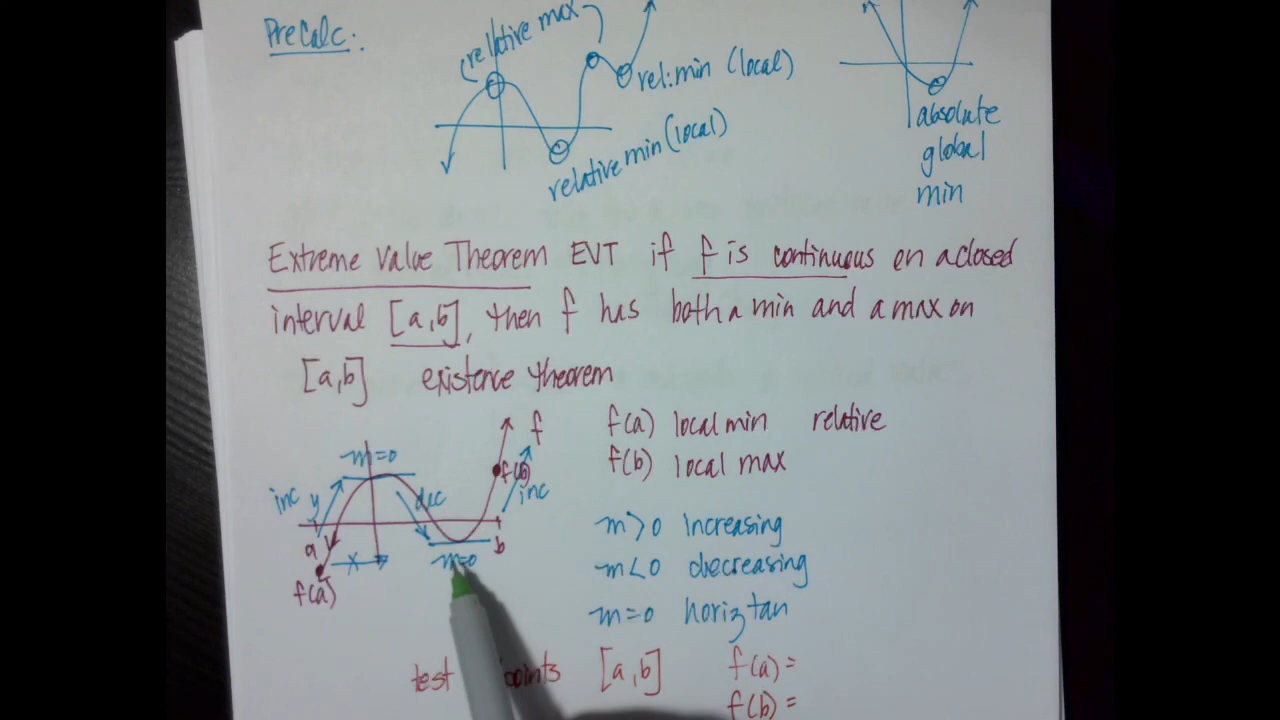 PreCalc:
(relative max)
rel. min (local)
relative min (local)
absolute
global
min
Extreme Value Theorem EVT if f is continuous on a closed
interval [a,b], then f has both a min and a max on
[a,b] existence theorem
f(a) local min relative
f(b) local max
f
m=0
f(b)
inc y
dec
inc
a
x
b
m=0
f(a)
m>0 increasing
m<0 decreasing
m=0 horiz tan
test points [a,b] f(a)=
f(b)=